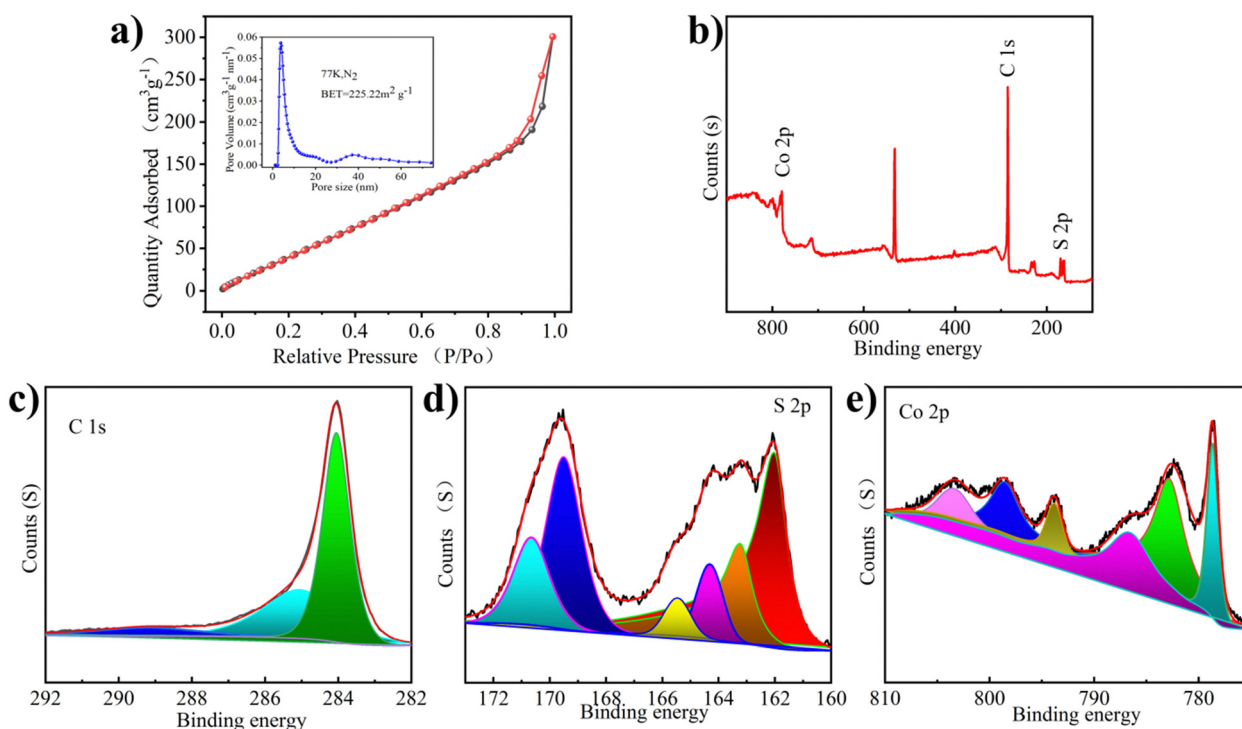 a)
300
250
200
150
100
50
0
Quantity Adsorbed (cm³g⁻¹)
0.0 0.2 0.4 0.6 0.8 1.0
Relative Pressure (P/Po)
0.06
0.05
0.04
0.03
0.02
0.01
0.00
Pore Volume (cm³g⁻¹ nm⁻¹)
77K,N₂
BET=225.22m² g⁻¹
0 20 40 60
Pore size (nm)
b)
Counts (s)
Co 2p
C 1s
S 2p
800 600 400 200
Binding energy
c)
C 1s
Counts (S)
292 290 288 286 284 282
Binding energy
d)
S 2p
Counts (S)
172 170 168 166 164 162 160
Binding energy
e)
Co 2p
Counts (S)
810 800 790 780
Binding energy